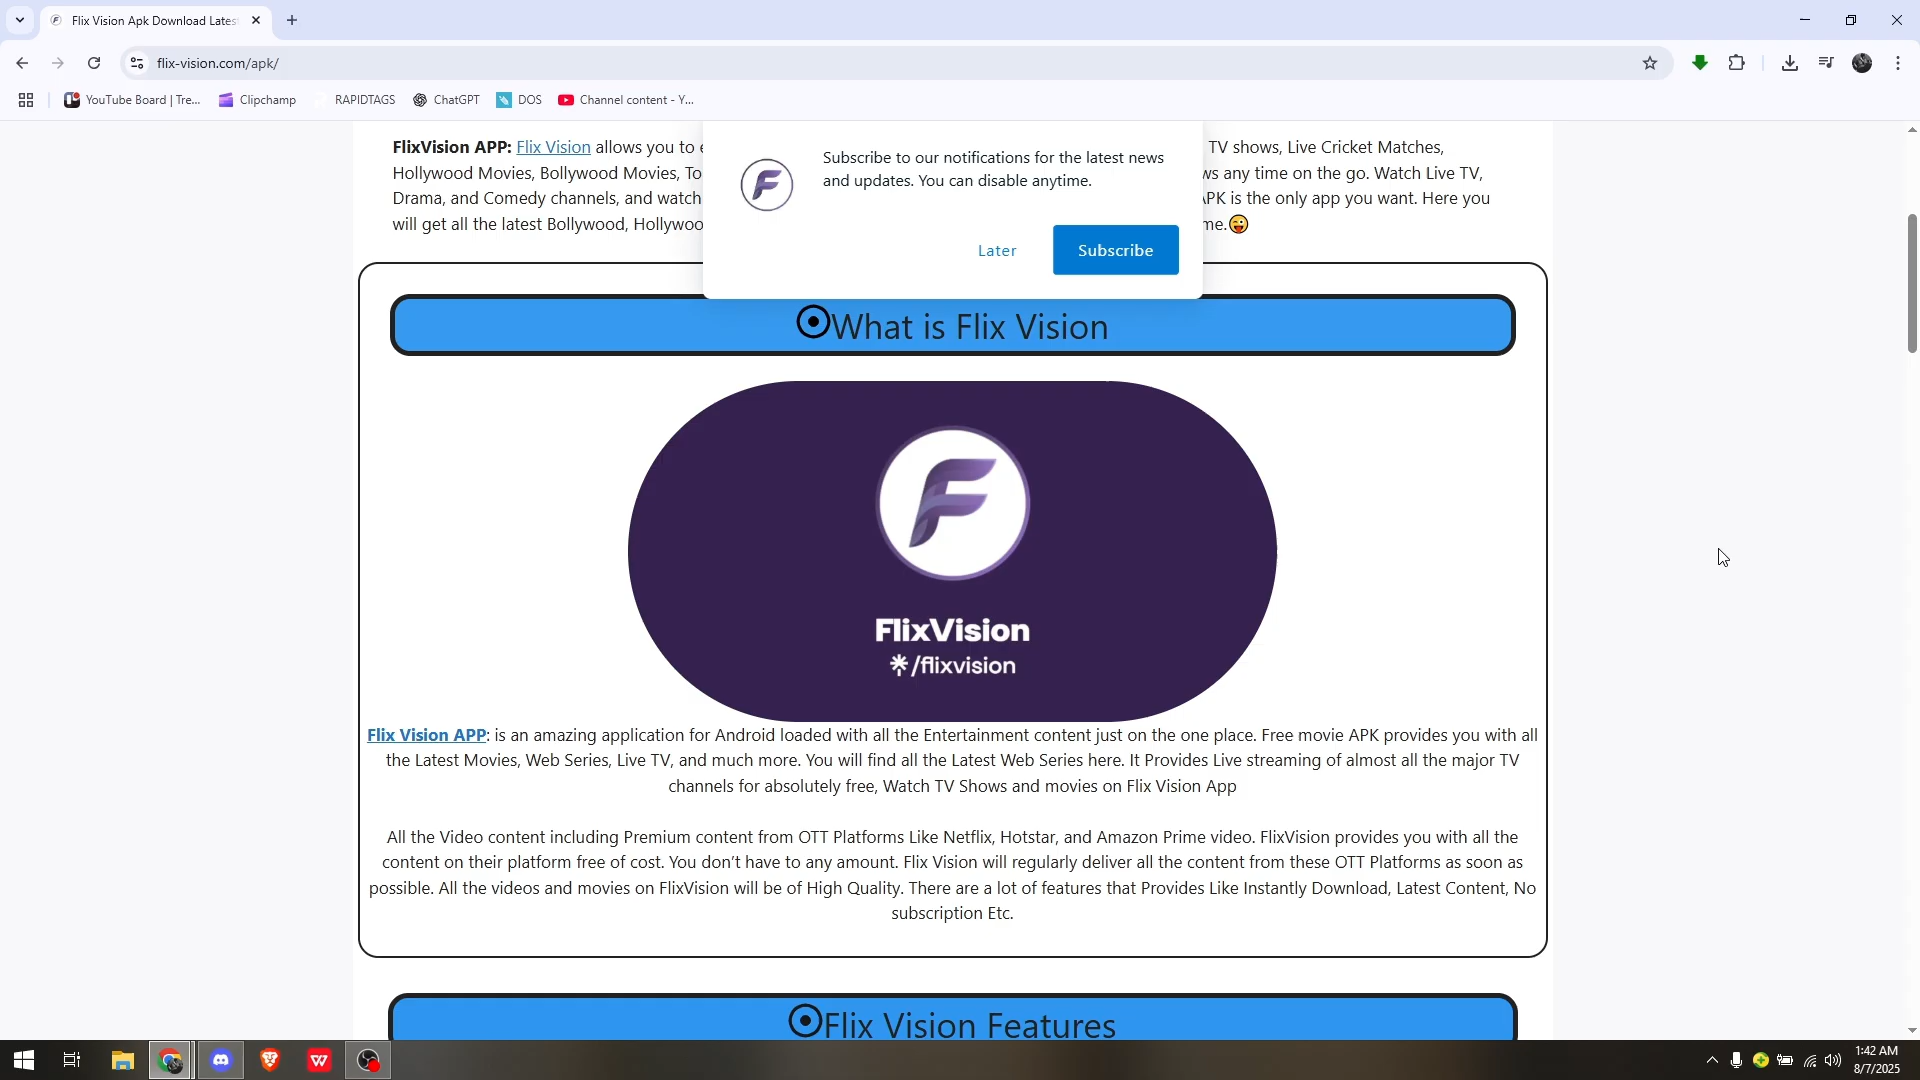 Flix Vision Apk Download Latest
flix-vision.com/apk/
YouTube Board | Tre...
Clipchamp
RAPIDTAGS
ChatGPT
DOS
Channel content - Y...
FlixVision APP: Flix Vision allows you to e
TV shows, Live Cricket Matches,
Hollywood Movies, Bollywood Movies, To
ws any time on the go. Watch Live TV,
Drama, and Comedy channels, and watch
APK is the only app you want. Here you
will get all the latest Bollywood, Hollywoo
me.😜
Subscribe to our notifications for the latest news
and updates. You can disable anytime.
Later
Subscribe
What is Flix Vision
F
FlixVision
/flixvision
Flix Vision APP: is an amazing application for Android loaded with all the Entertainment content just on the one place. Free movie APK provides you with all
the Latest Movies, Web Series, Live TV, and much more. You will find all the Latest Web Series here. It Provides Live streaming of almost all the major TV
channels for absolutely free, Watch TV Shows and movies on Flix Vision App
All the Video content including Premium content from OTT Platforms Like Netflix, Hotstar, and Amazon Prime video. FlixVision provides you with all the
content on their platform free of cost. You don’t have to any amount. Flix Vision will regularly deliver all the content from these OTT Platforms as soon as
possible. All the videos and movies on FlixVision will be of High Quality. There are a lot of features that Provides Like Instantly Download, Latest Content, No
subscription Etc.
Flix Vision Features
1:42 AM
8/7/2025